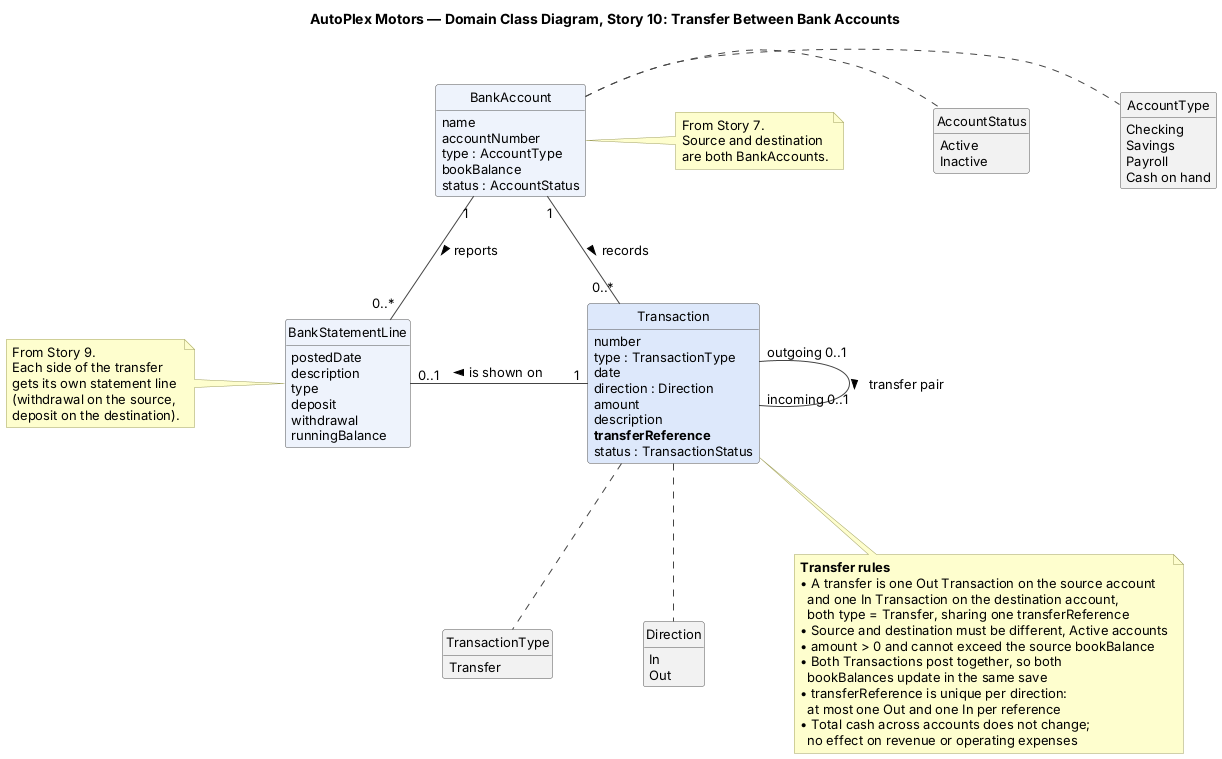 AutoPlex Motors — Domain Class Diagram, Story 10: Transfer Between Bank Accounts
BankAccount
name
accountNumber
type : AccountType
bookBalance
status : AccountStatus
From Story 7.
Source and destination
are both BankAccounts.
AccountStatus
Active
Inactive
AccountType
Checking
Savings
Payroll
Cash on hand
1
1
reports
records
0..*
0..*
From Story 9.
Each side of the transfer
gets its own statement line
(withdrawal on the source,
deposit on the destination).
BankStatementLine
postedDate
description
type
deposit
withdrawal
runningBalance
0..1
is shown on
1
Transaction
number
type : TransactionType
date
direction : Direction
amount
description
transferReference
status : TransactionStatus
outgoing 0..1
transfer pair
incoming 0..1
TransactionType
Transfer
Direction
In
Out
Transfer rules
• A transfer is one Out Transaction on the source account
and one In Transaction on the destination account,
both type = Transfer, sharing one transferReference
• Source and destination must be different, Active accounts
• amount > 0 and cannot exceed the source bookBalance
• Both Transactions post together, so both
bookBalances update in the same save
• transferReference is unique per direction:
at most one Out and one In per reference
• Total cash across accounts does not change;
no effect on revenue or operating expenses